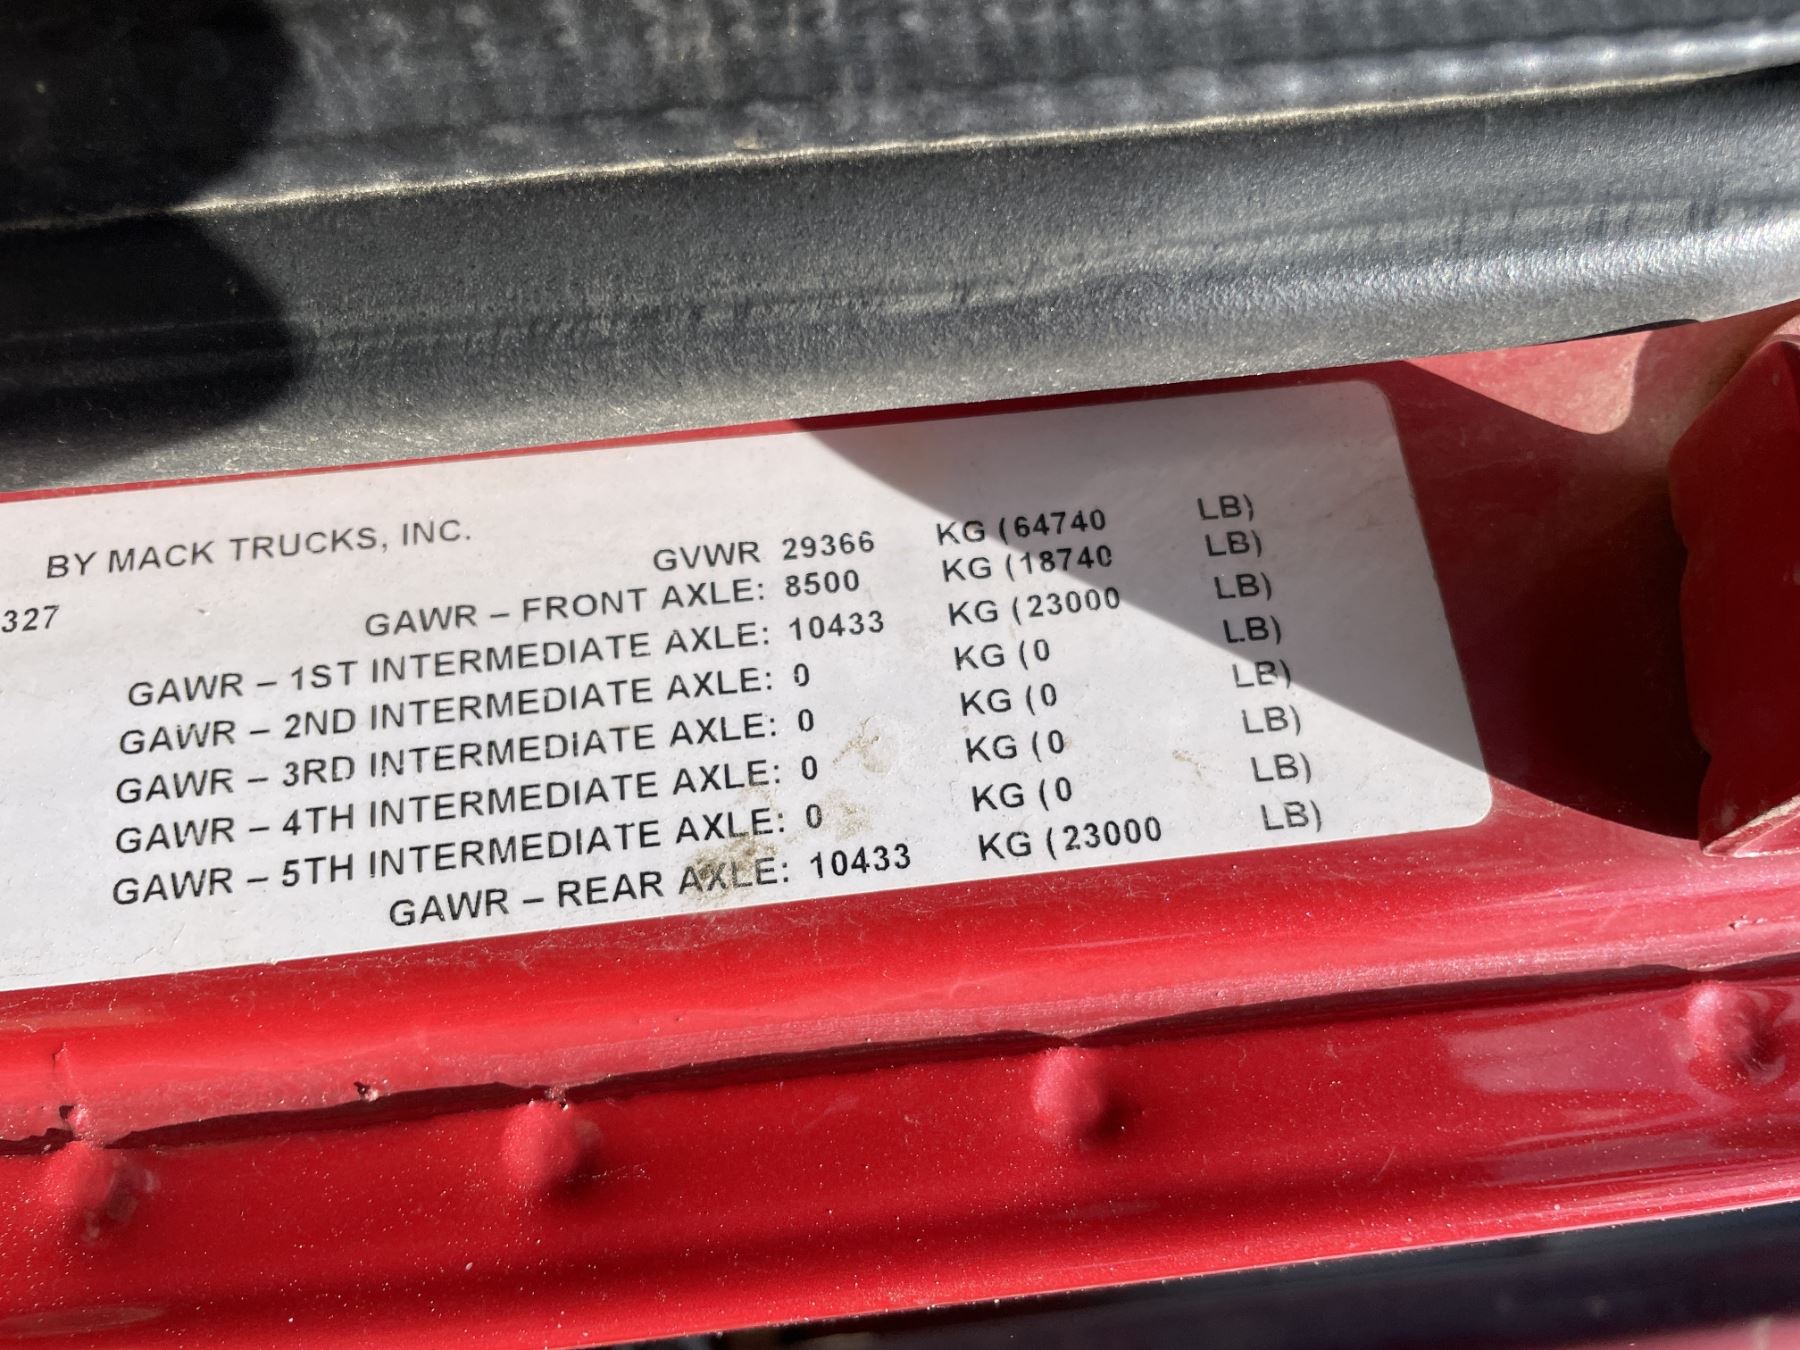 BY MACK TRUCKS, INC.
GVWR 29366 KG (64740 LB)
327
GAWR – FRONT AXLE: 8500 KG (18740 LB)
GAWR – 1ST INTERMEDIATE AXLE: 10433 KG (23000 LB)
GAWR – 2ND INTERMEDIATE AXLE: 0 KG (0 LB)
GAWR – 3RD INTERMEDIATE AXLE: 0 KG (0 LB)
GAWR – 4TH INTERMEDIATE AXLE: 0 KG (0 LB)
GAWR – 5TH INTERMEDIATE AXLE: 0 KG (0 LB)
GAWR – REAR AXLE: 10433 KG (23000 LB)